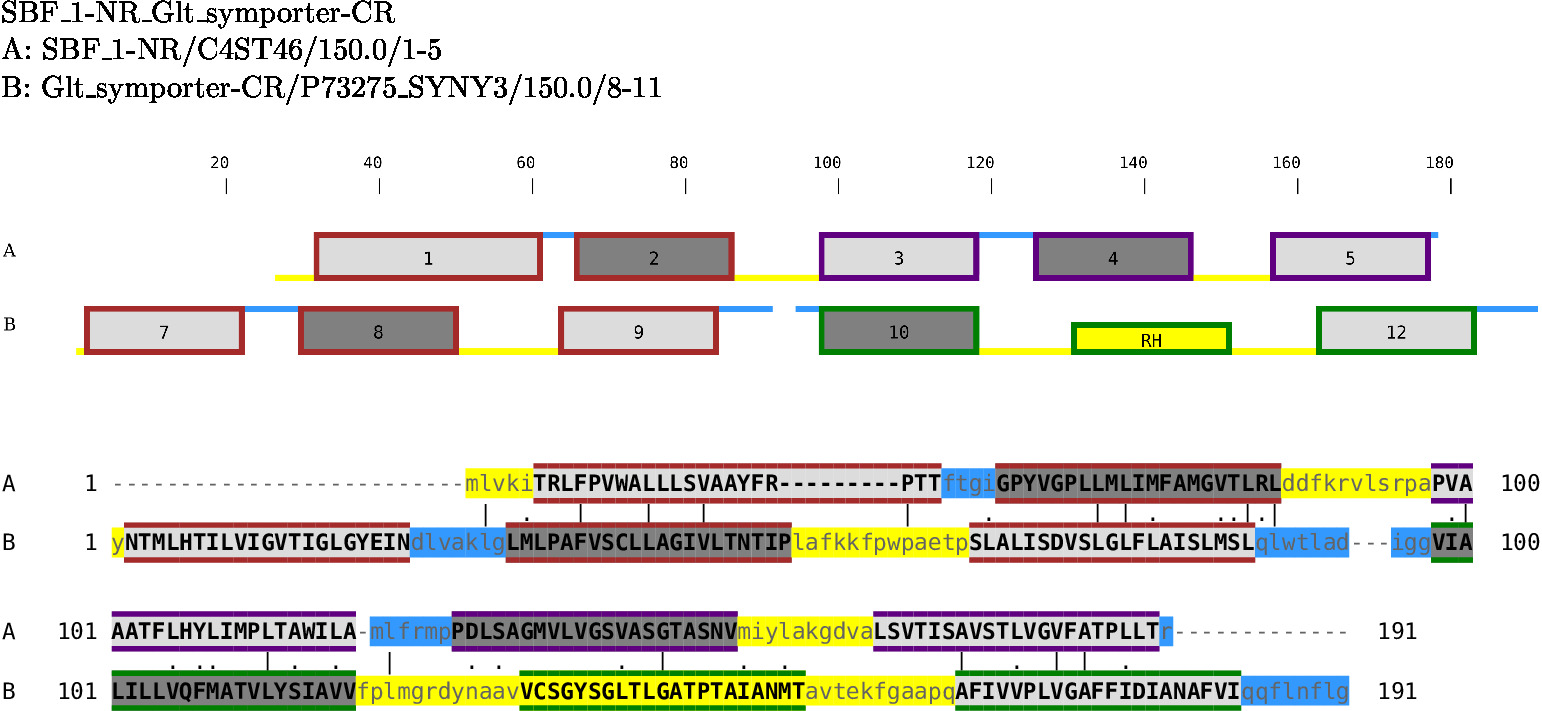 SBF_1-NR_Glt_symporter-CR
A: SBF_1-NR/C4ST46/150.0/1-5
B: Glt_symporter-CR/P73275_SYNY3/150.0/8-11
20 40 60 80 100 120 140 160 180
A 1 2 3 4 5
B 7 8 9 10 RH 12
A 1 --------------------------mlvkiTRLFPVWALLLSVAAYFR---------PTTftgiGPYVGPLLMLIMFAMGVTLRLddfkrvlsrpaPVA 100
B 1 yNTMLHTILVIGVTIGLGYEINdlvaklgLMLPAFVSCLLAGIVLTNTIPlafkkfpwpaetpSLALISDVSLGLFLAISLMSLqlwtlad---iggVIA 100
A 101 AATFLHYLIMPLTAWILA-mlfrmpPDLSAGMVLVGSVASGTASNVmiylakgdvaLSVTISAVSTLVGVFATPLLTr------------- 191
B 101 LILLVQFMATVLYSIAVVfplmgrdynaavVCSGYSGLTLGATPTAIANMTavtekfgaapqAFIVVPLVGAFFIDIANAFVIqqflnflg 191